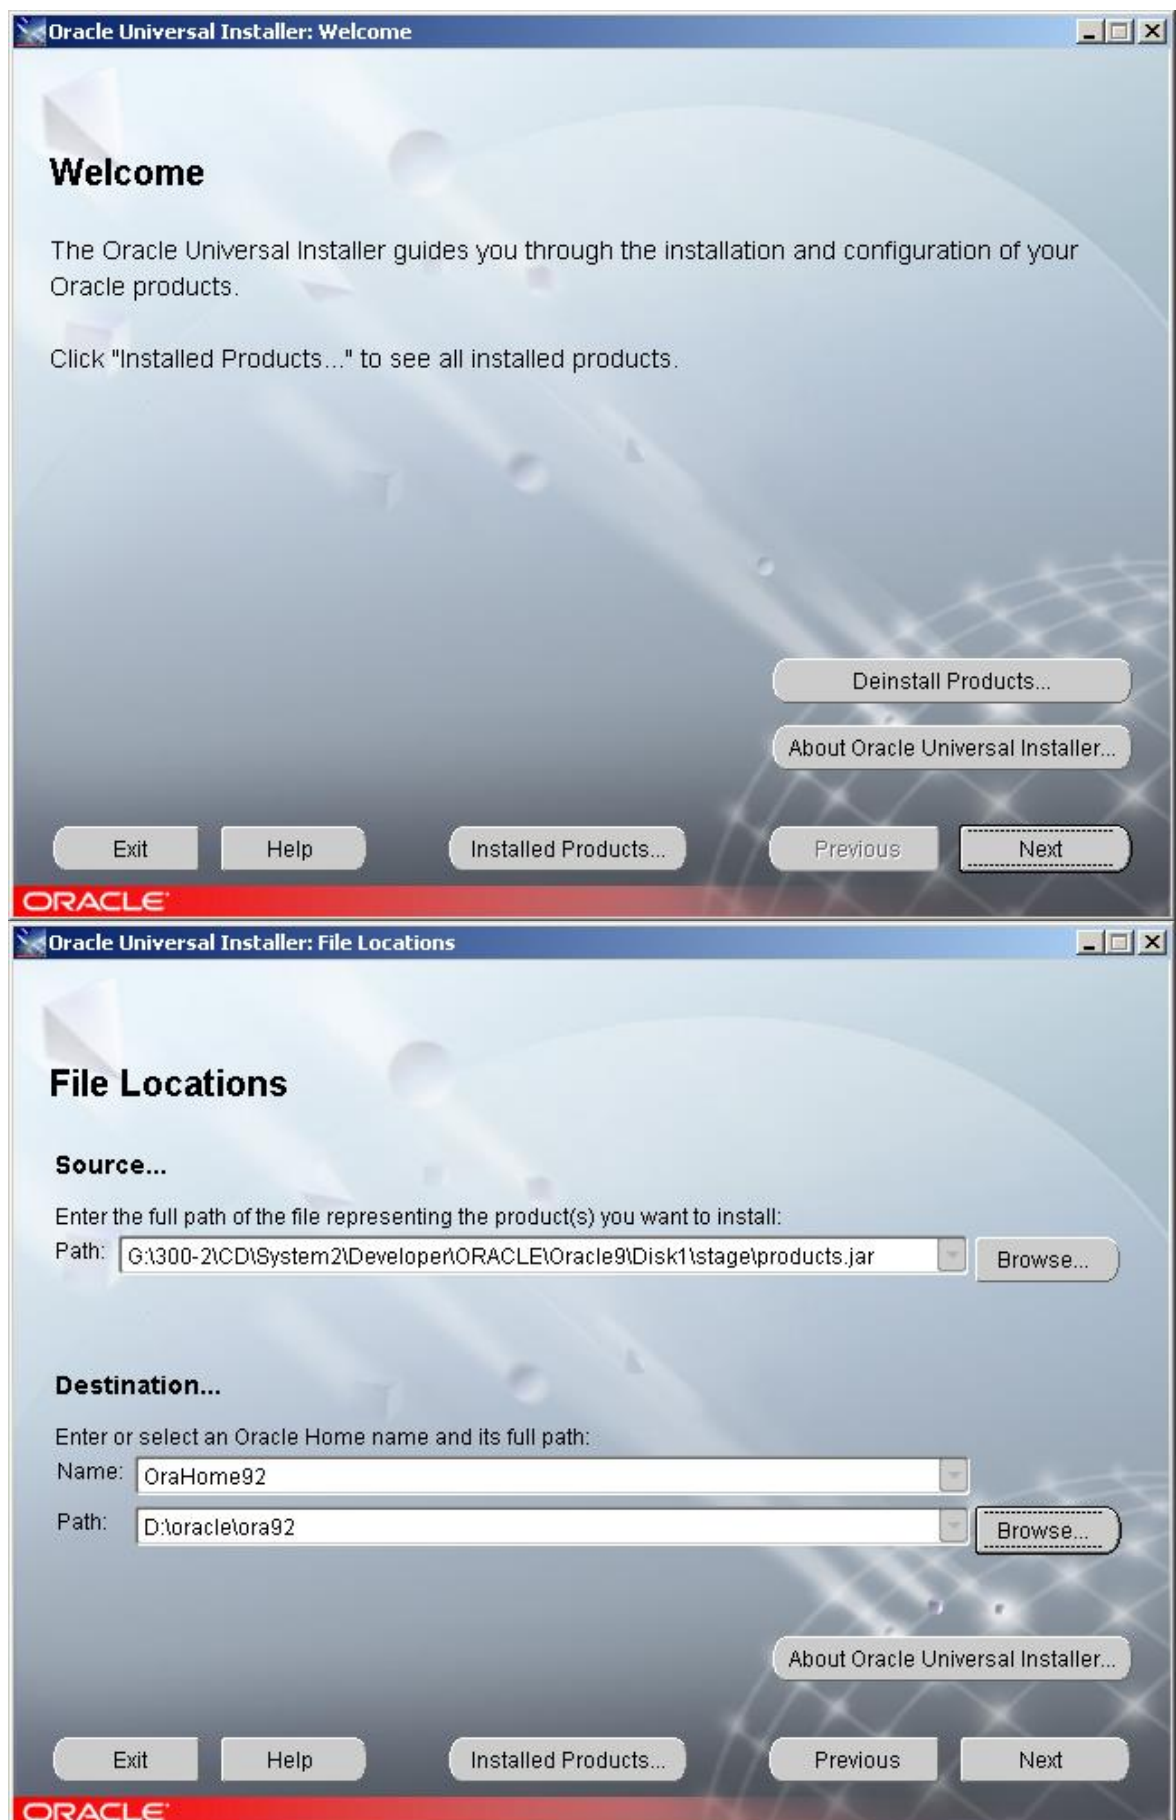 Oracle Universal Installer: Welcome
Welcome
The Oracle Universal Installer guides you through the installation and configuration of your
Oracle products.
Click "Installed Products..." to see all installed products.
Deinstall Products...
About Oracle Universal Installer...
Exit Help Installed Products... Previous Next
ORACLE
Oracle Universal Installer: File Locations
File Locations
Source...
Enter the full path of the file representing the product(s) you want to install:
Path: G:\300-2\CD\System2\Developer\ORACLE\Oracle9\Disk1\stage\products.jar Browse...
Destination...
Enter or select an Oracle Home name and its full path:
Name: OraHome92
Path: D:\oracle\ora92 Browse...
About Oracle Universal Installer...
Exit Help Installed Products... Previous Next
ORACLE